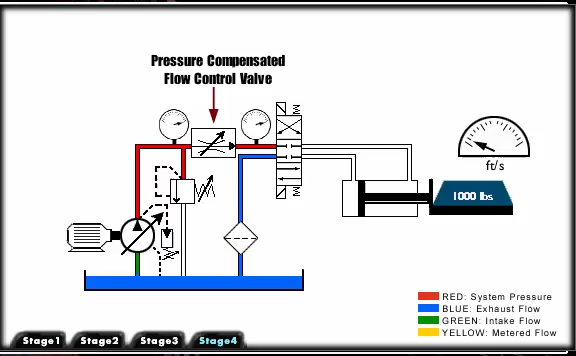 Pressure Compensated
Flow Control Valve
ft/s
1000 lbs
RED: System Pressure
BLUE: Exhaust Flow
GREEN: Intake Flow
YELLOW: Metered Flow
Stage1 Stage2 Stage3 Stage4